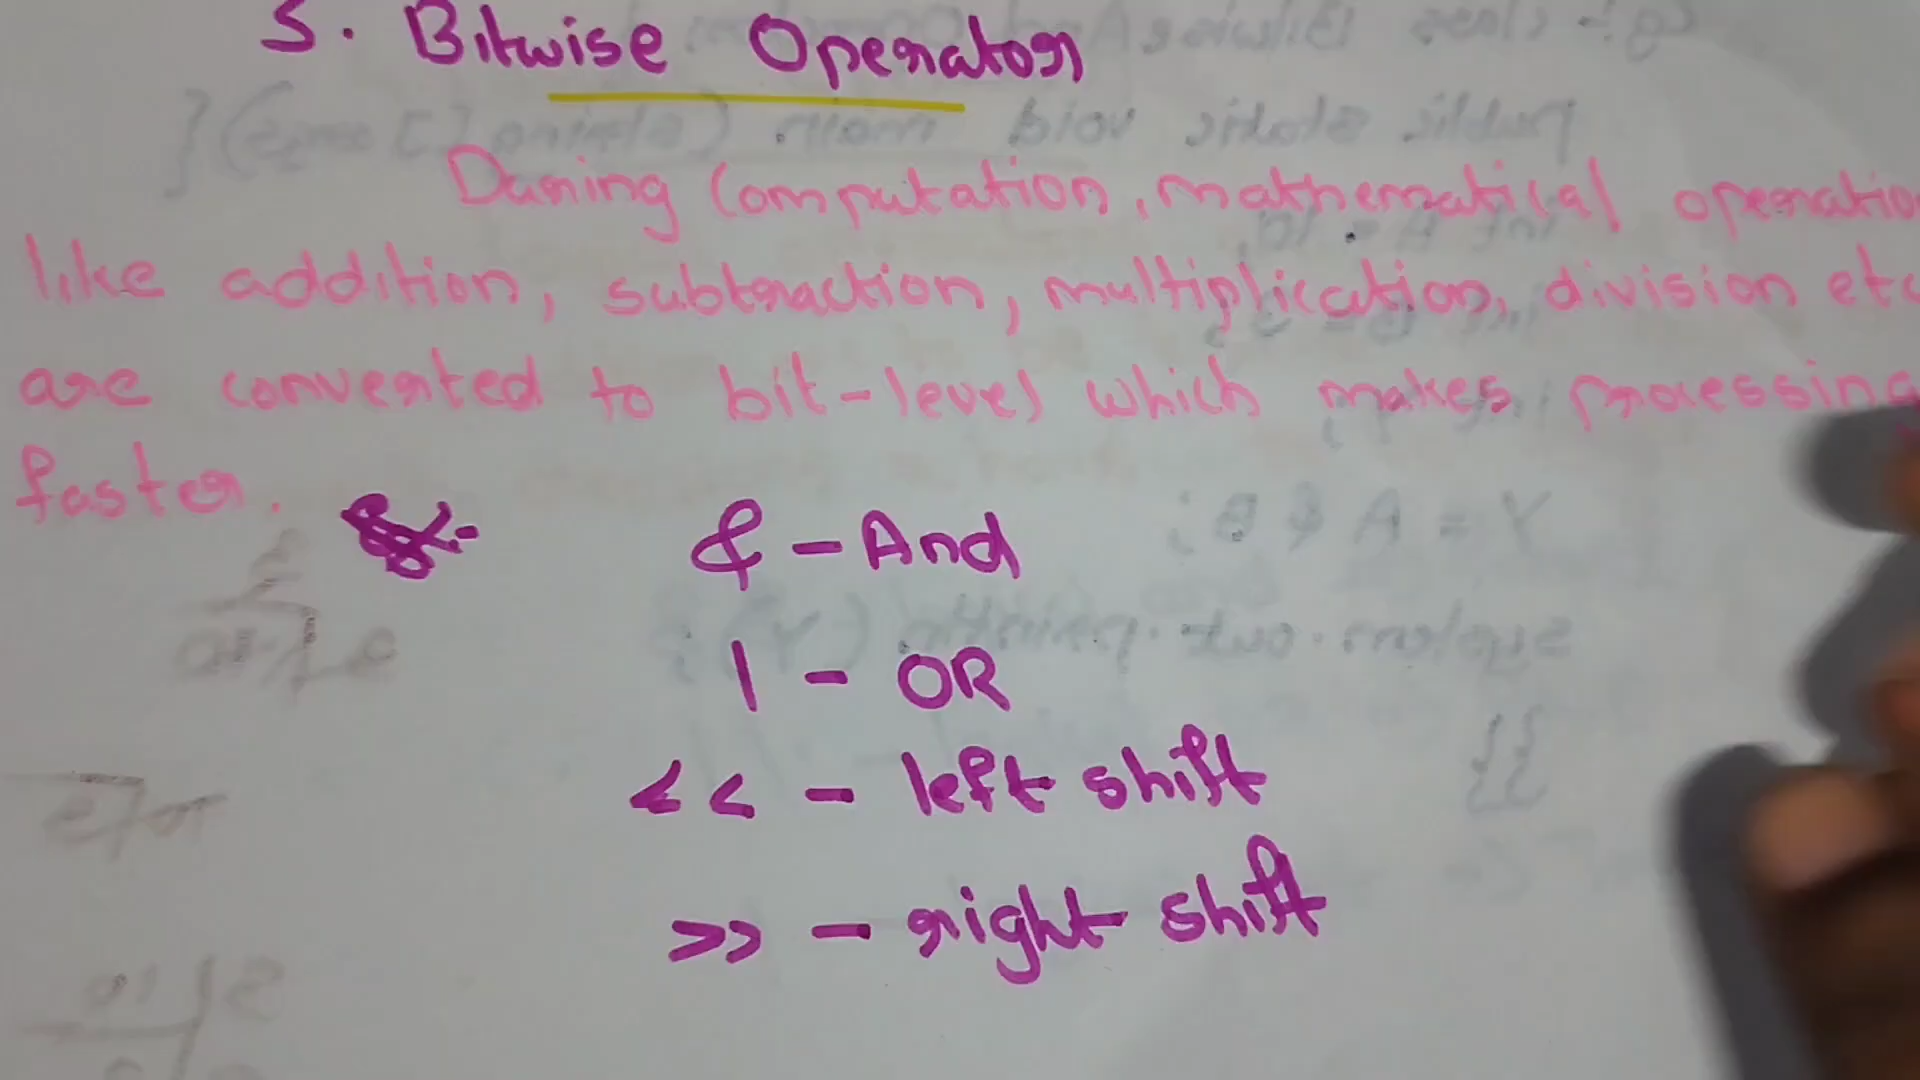 5. Bitwise Operator
During Computation, mathematical operatio
like addition, subtraction, multiplication, division etc
are converted to bit-level which makes processing
faster.
& - And
| - OR
<< - left shift
>> - right shift